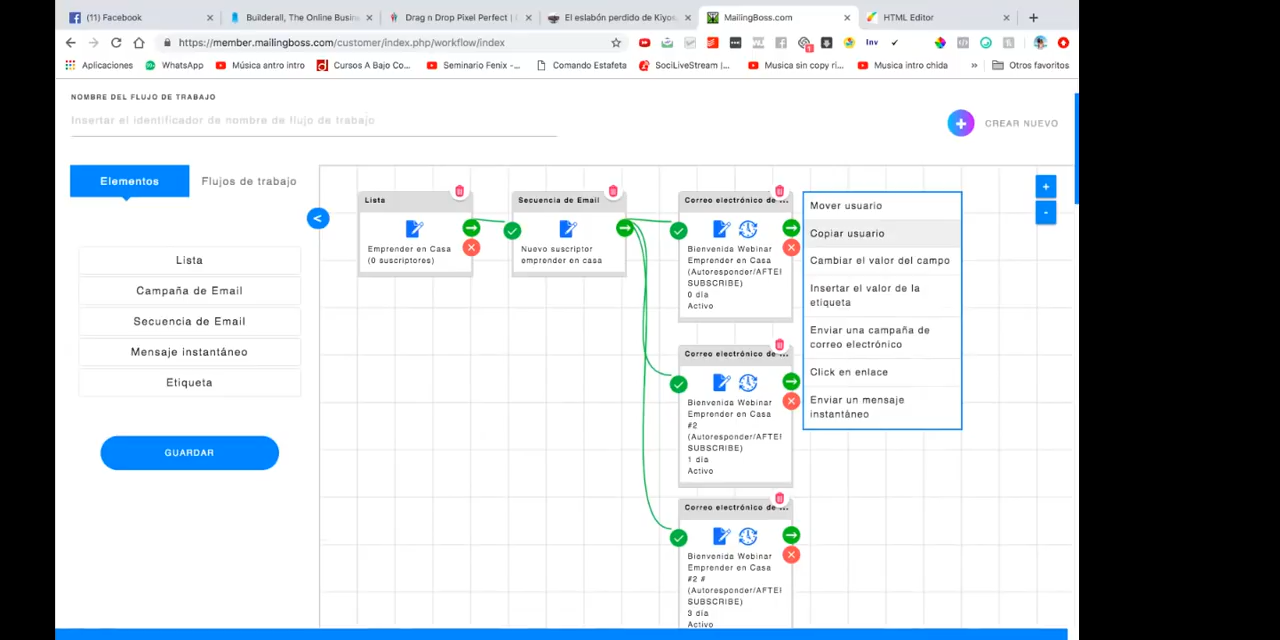 (11) Facebook
Builderall, The Online Busin
Drag n Drop Pixel Perfect |
El eslabón perdido de Kiyos
MailingBoss.com
HTML Editor
https://member.mailingboss.com/customer/index.php/workflow/index
Inv
Aplicaciones
WhatsApp
Música antro intro
Cursos A Bajo Co...
Seminario Fenix -...
Comando Estafeta
SociLiveStream |...
Musica sin copy ri...
Musica intro chida
»
Otros favoritos
NOMBRE DEL FLUJO DE TRABAJO
Insertar el identificador de nombre de flujo de trabajo
CREAR NUEVO
Elementos
Flujos de trabajo
Lista
Campaña de Email
Secuencia de Email
Mensaje instantáneo
Etiqueta
GUARDAR
Lista
Emprender en Casa
(0 suscriptores)
Secuencia de Email
Nuevo suscriptor
emprender en casa
Correo electrónico de ...
Bienvenida Webinar
Emprender en Casa
(Autoresponder/AFTER
SUBSCRIBE)
0 día
Activo
Correo electrónico de ...
Bienvenida Webinar
Emprender en Casa
#2
(Autoresponder/AFTER
SUBSCRIBE)
1 día
Activo
Correo electrónico de ...
Bienvenida Webinar
Emprender en Casa
#2 #
(Autoresponder/AFTER
SUBSCRIBE)
3 día
Activo
Mover usuario
Copiar usuario
Cambiar el valor del campo
Insertar el valor de la
etiqueta
Enviar una campaña de
correo electrónico
Click en enlace
Enviar un mensaje
instantáneo
+
-